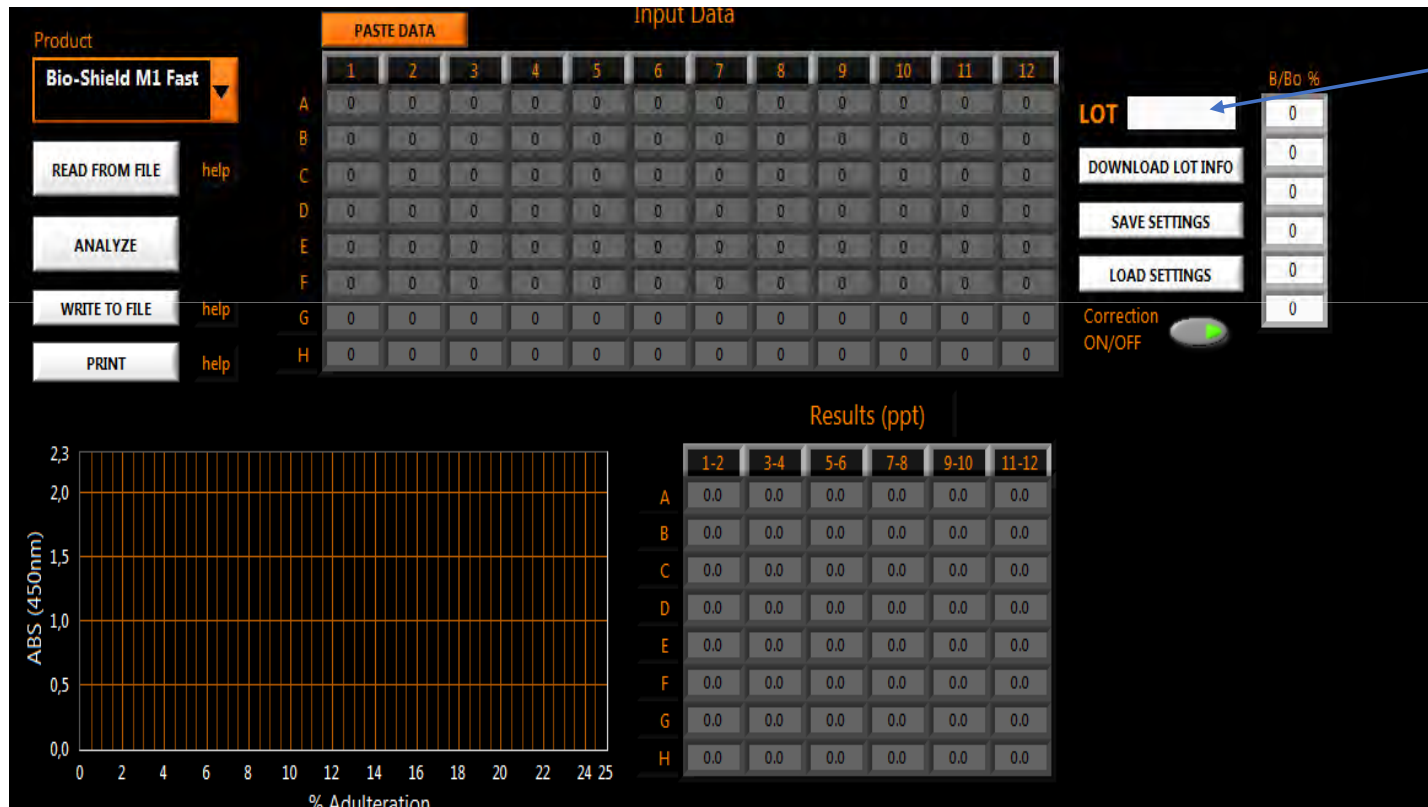 Input Data
PASTE DATA
Product
Bio-Shield M1 Fast
1 2 3 4 5 6 7 8 9 10 11 12
A 0 0 0 0 0 0 0 0 0 0 0 0
B 0 0 0 0 0 0 0 0 0 0 0 0
C 0 0 0 0 0 0 0 0 0 0 0 0
D 0 0 0 0 0 0 0 0 0 0 0 0
E 0 0 0 0 0 0 0 0 0 0 0 0
F 0 0 0 0 0 0 0 0 0 0 0 0
G 0 0 0 0 0 0 0 0 0 0 0 0
H 0 0 0 0 0 0 0 0 0 0 0 0
READ FROM FILE help
ANALYZE
WRITE TO FILE help
PRINT help
LOT
DOWNLOAD LOT INFO
SAVE SETTINGS
LOAD SETTINGS
Correction
ON/OFF
B/Bo %
0
0
0
0
0
0
2,3
2,0
1,5
1,0
0,5
0,0
ABS (450nm)
0 2 4 6 8 10 12 14 16 18 20 22 24 25
% Adulteration
Results (ppt)
1-2 3-4 5-6 7-8 9-10 11-12
A 0.0 0.0 0.0 0.0 0.0 0.0
B 0.0 0.0 0.0 0.0 0.0 0.0
C 0.0 0.0 0.0 0.0 0.0 0.0
D 0.0 0.0 0.0 0.0 0.0 0.0
E 0.0 0.0 0.0 0.0 0.0 0.0
F 0.0 0.0 0.0 0.0 0.0 0.0
G 0.0 0.0 0.0 0.0 0.0 0.0
H 0.0 0.0 0.0 0.0 0.0 0.0